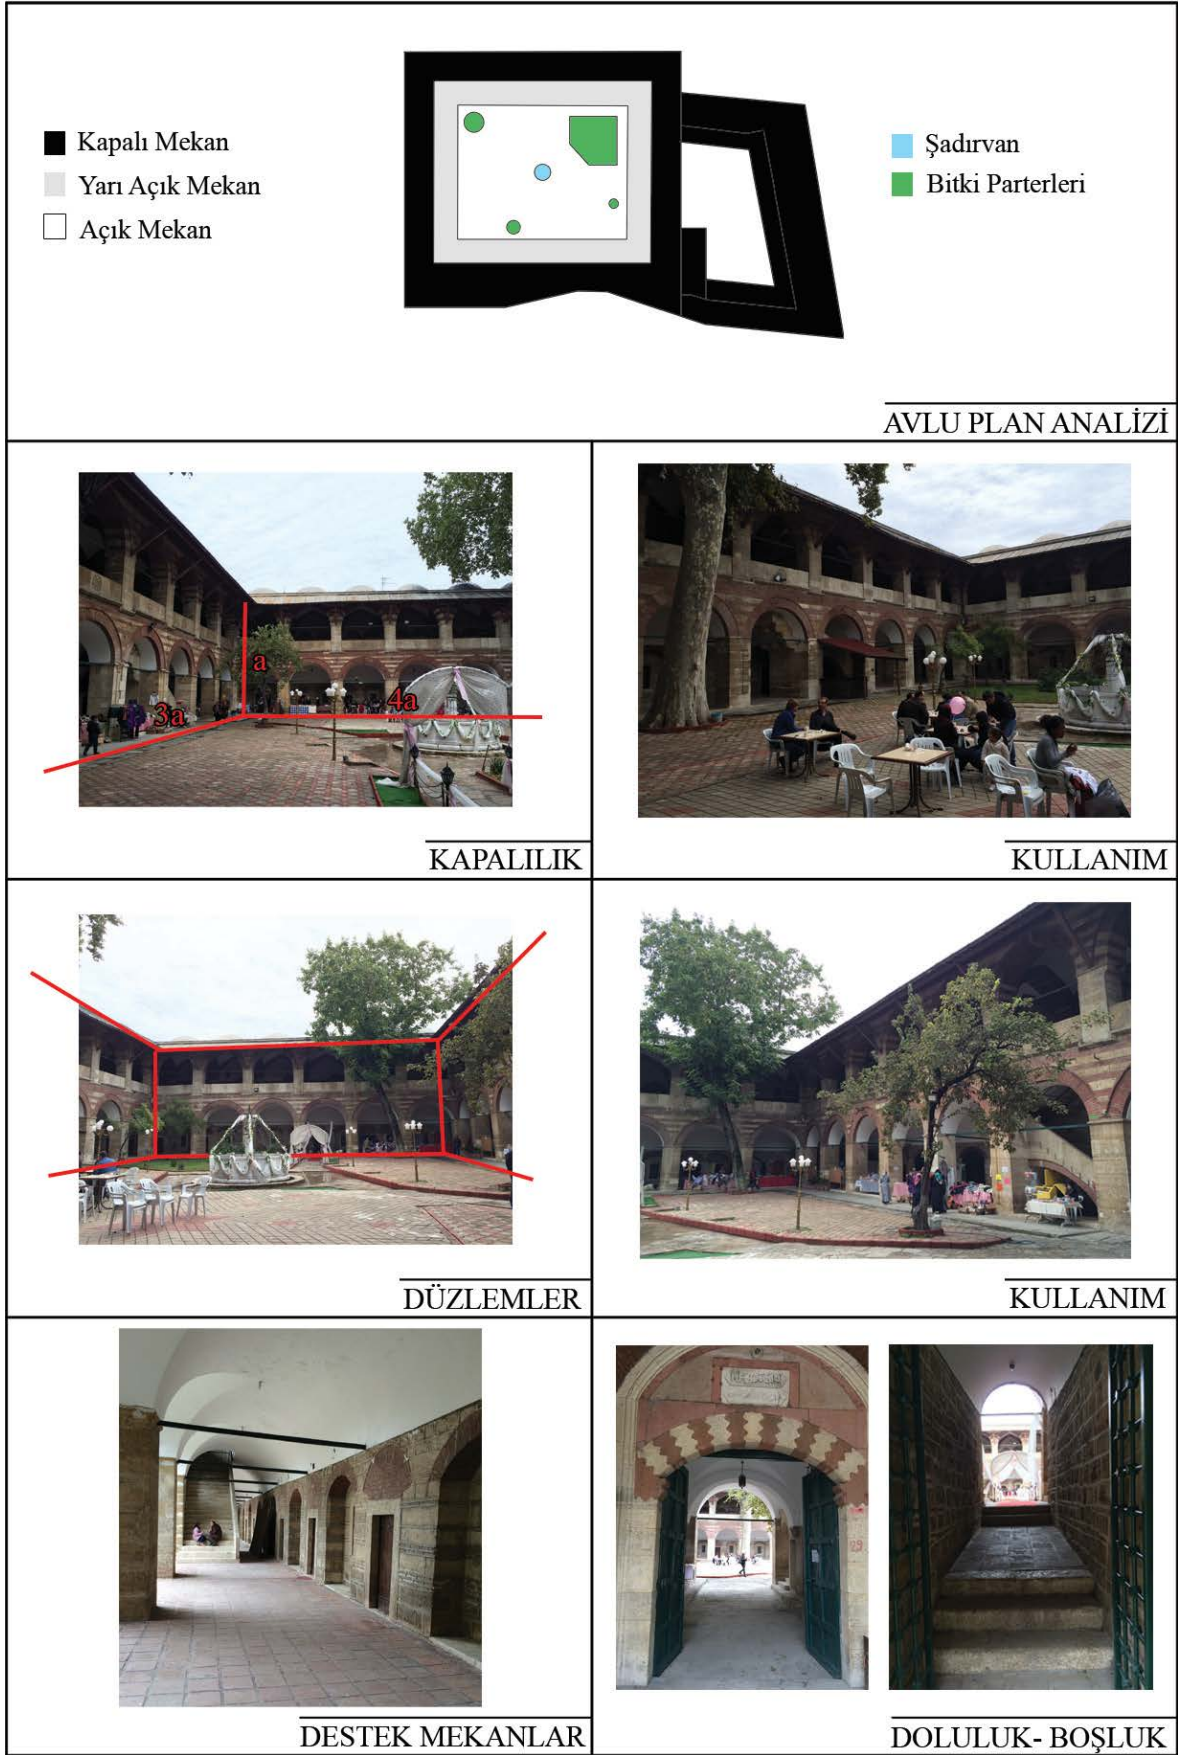 Kapalı Mekan
Yarı Açık Mekan
Açık Mekan
Şadırvan
Bitki Parterleri
AVLU PLAN ANALİZİ
a
3a
4a
KAPALILIK
KULLANIM
DÜZLEMLER
KULLANIM
29
DESTEK MEKANLAR
DOLULUK- BOŞLUK